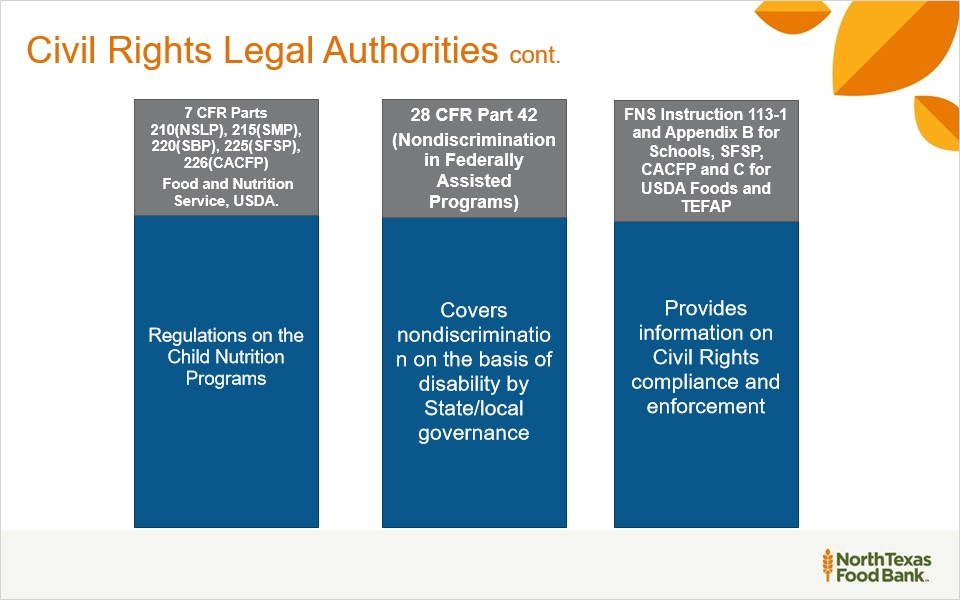 Civil Rights Legal Authorities cont.
7 CFR Parts
210(NSLP), 215(SMP),
220(SBP), 225(SFSP),
226(CACFP)
Food and Nutrition
Service, USDA.
Regulations on the
Child Nutrition
Programs
28 CFR Part 42
(Nondiscrimination
in Federally
Assisted
Programs)
Covers
nondiscriminatio
n on the basis of
disability by
State/local
governance
FNS Instruction 113-1
and Appendix B for
Schools, SFSP,
CACFP and C for
USDA Foods and
TEFAP
Provides
information on
Civil Rights
compliance and
enforcement
North Texas
Food Bank